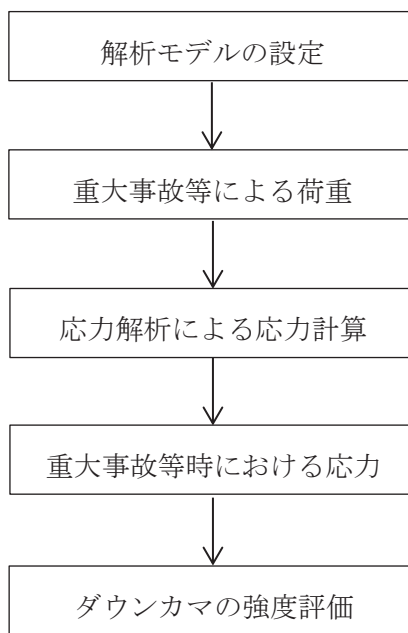 解析モデルの設定
重大事故等による荷重
応力解析による応力計算
重大事故等時における応力
ダウンカマの強度評価